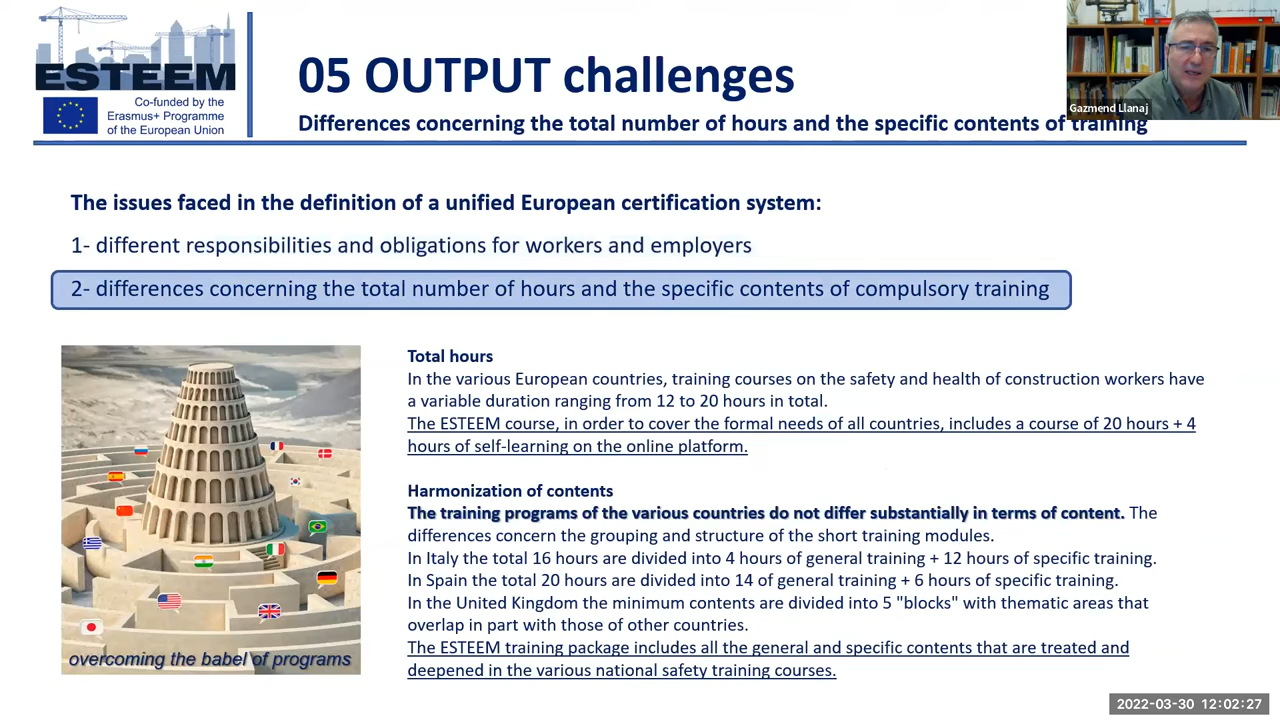 ESTEEM
Co-funded by the
Erasmus+ Programme
of the European Union
05 OUTPUT challenges
Differences concerning the total number of hours and the specific contents of training
Gazmend Llanaj
The issues faced in the definition of a unified European certification system:
1- different responsibilities and obligations for workers and employers
2- differences concerning the total number of hours and the specific contents of compulsory training
overcoming the babel of programs
Total hours
In the various European countries, training courses on the safety and health of construction workers have
a variable duration ranging from 12 to 20 hours in total.
The ESTEEM course, in order to cover the formal needs of all countries, includes a course of 20 hours + 4
hours of self-learning on the online platform.
Harmonization of contents
The training programs of the various countries do not differ substantially in terms of content. The
differences concern the grouping and structure of the short training modules.
In Italy the total 16 hours are divided into 4 hours of general training + 12 hours of specific training.
In Spain the total 20 hours are divided into 14 of general training + 6 hours of specific training.
In the United Kingdom the minimum contents are divided into 5 "blocks" with thematic areas that
overlap in part with those of other countries.
The ESTEEM training package includes all the general and specific contents that are treated and
deepened in the various national safety training courses.
2022-03-30 12:02:27